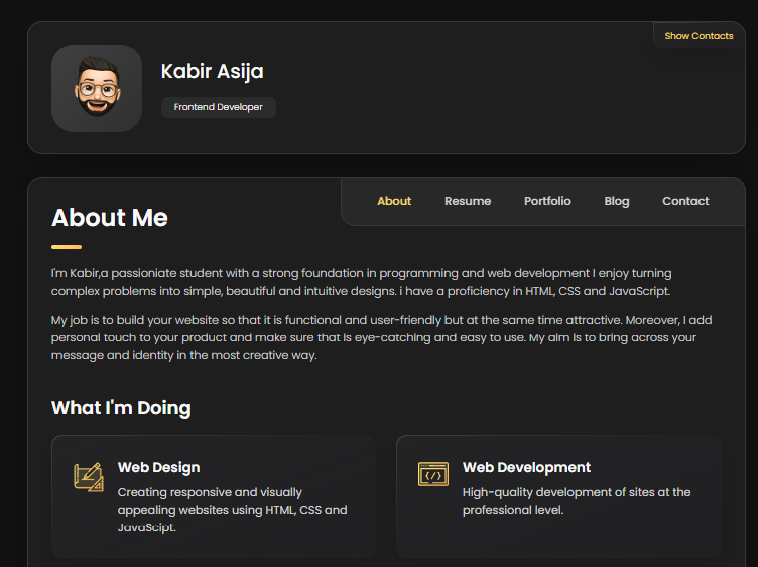 Show Contacts
Kabir Asija
Frontend Developer
About Resume Portfolio Blog Contact
About Me
I'm Kabir,a passioniate student with a strong foundation in programming and web development I enjoy turning
complex problems into simple, beautiful and intuitive designs. i have a proficiency in HTML, CSS and JavaScript.
My job is to build your website so that it is functional and user-friendly but at the same time attractive. Moreover, I add
personal touch to your product and make sure that is eye-catching and easy to use. My aim is to bring across your
message and identity in the most creative way.
What I'm Doing
Web Design
Creating responsive and visually
appealing websites using HTML, CSS and
JavaScipt.
Web Development
High-quality development of sites at the
professional level.